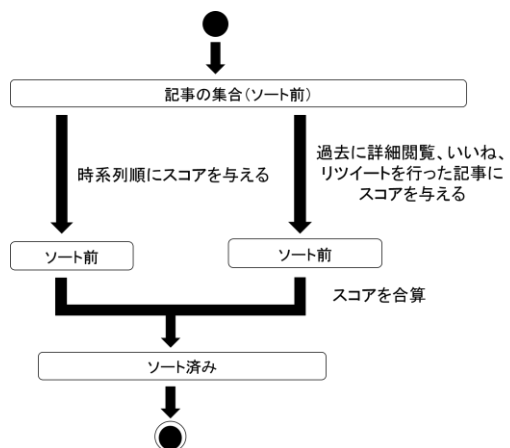 記事の集合（ソート前）
時系列順にスコアを与える
過去に詳細閲覧、いいね、
リツイートを行った記事に
スコアを与える
ソート前
ソート前
スコアを合算
ソート済み